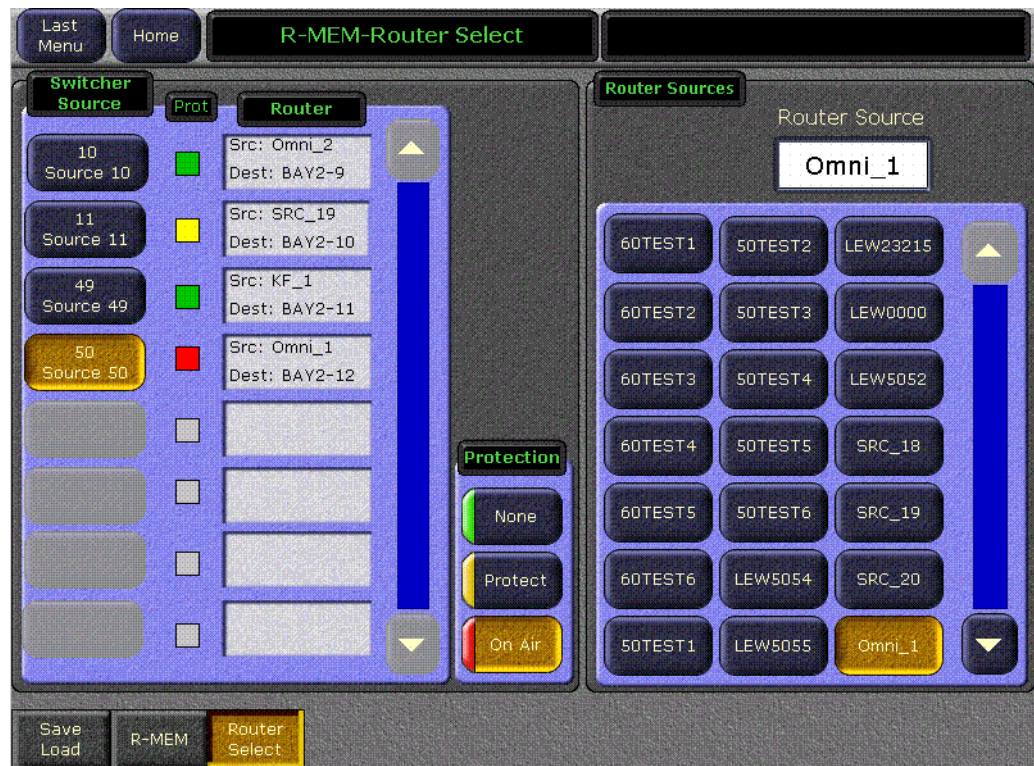 Last
Menu
Home
R-MEM-Router Select
Switcher
Source
Prot
Router
10
Source 10
Src: Omni_2
Dest: BAY2-9
11
Source 11
Src: SRC_19
Dest: BAY2-10
49
Source 49
Src: KF_1
Dest: BAY2-11
50
Source 50
Src: Omni_1
Dest: BAY2-12
Protection
None
Protect
On Air
Router Sources
Router Source
Omni_1
60TEST1 50TEST2 LEW23215
60TEST2 50TEST3 LEW0000
60TEST3 50TEST4 LEW5052
60TEST4 50TEST5 SRC_18
60TEST5 50TEST6 SRC_19
60TEST6 LEW5054 SRC_20
50TEST1 LEW5055 Omni_1
Save
Load
R-MEM
Router
Select